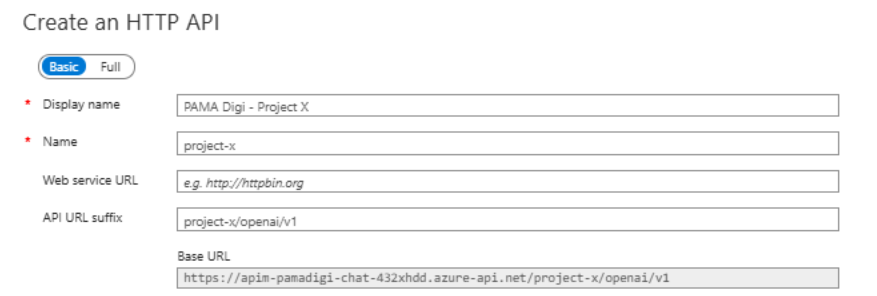 Create an HTTP API
Basic Full
* Display name PAMA Digi - Project X
* Name project-x
Web service URL e.g. http://httpbin.org
API URL suffix project-x/openai/v1
Base URL
https://apim-pamadigi-chat-432xhdd.azure-api.net/project-x/openai/v1